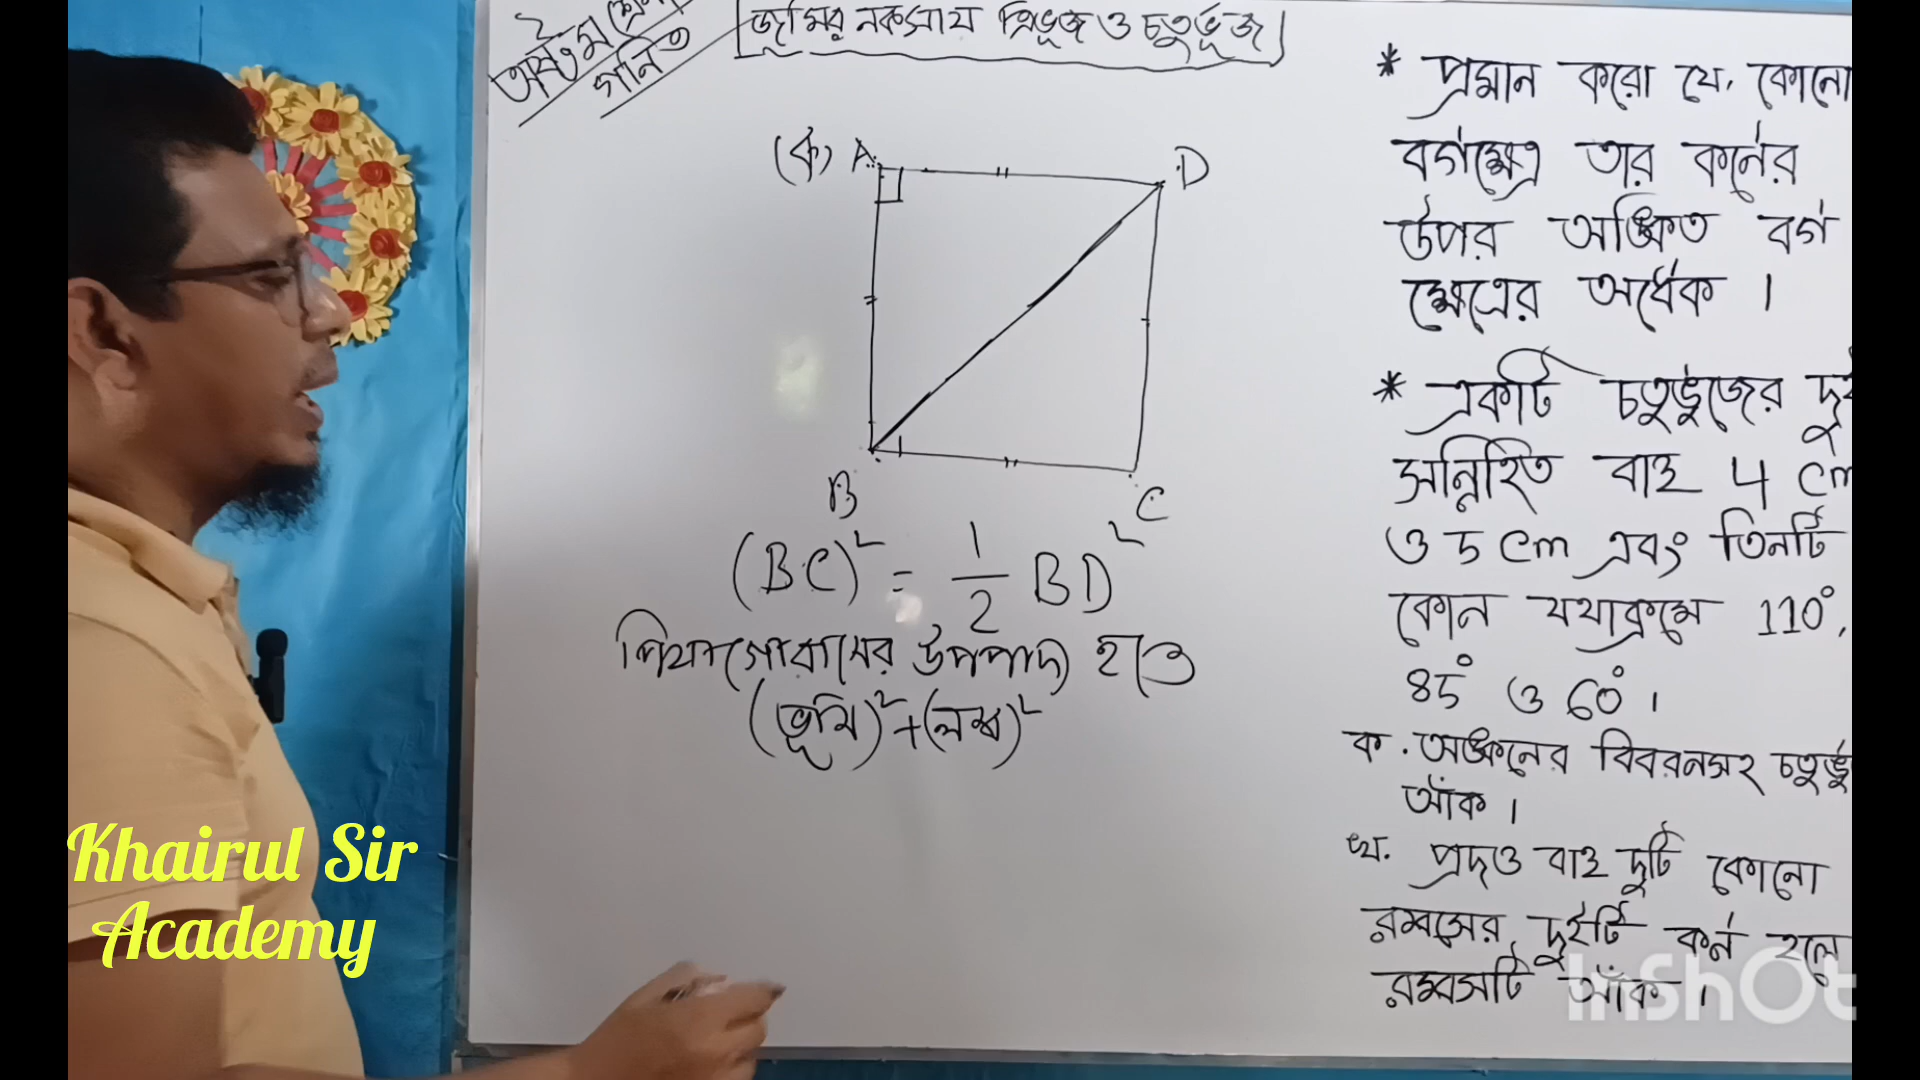 অষ্টম শ্রেণি
গনিত
জমির নকসায় ত্রিভূজ ও চতুর্ভূজ
(ক) A D
B C
(BC)² = 1/2 BD²
পিথাগোরাসের উপপাদ্য হতে
(ভূমি)² + (লম্ব)²
* প্রমান করো যে, কোনো
বর্গক্ষেত্র তার কর্নের
উপর অঙ্কিত বর্গ
ক্ষেত্রের অর্ধেক ।
* একটি চতুর্ভুজের দুই
সন্নিহিত বাহু 4 cm
ও 5 cm এবং তিনটি
কোন যথাক্রমে 110°,
85° ও 60° ।
ক. অঙ্কনের বিবরনসহ চতুর্ভু
আঁক ।
খ. প্রদত্ত বাহু দুটি কোনো
রম্বসের দুইটি কর্ন হলে
রম্বসটি আঁক ।
Khairul Sir
Academy
InShOt